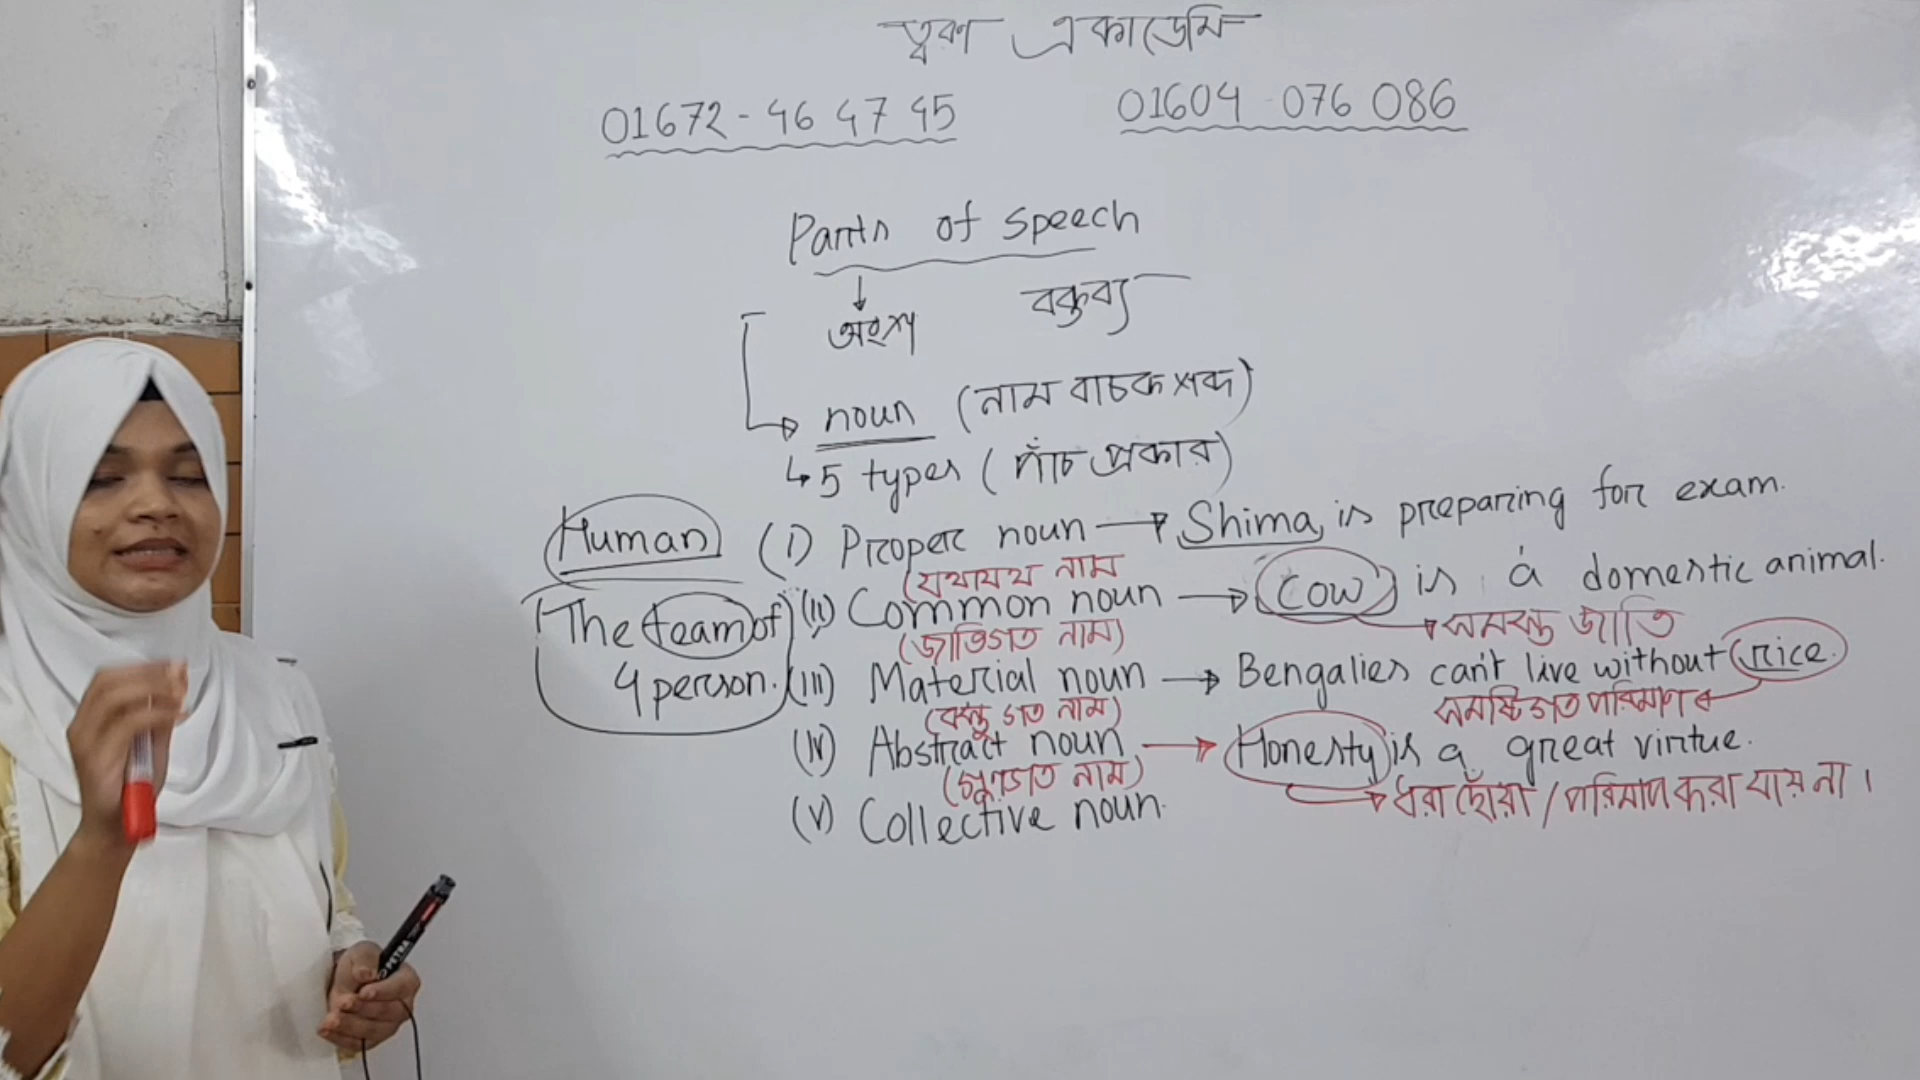 ত্বরণ একাডেমি
01672-46 47 45
01604 076 086
Parts of speech
অংশ বক্তব্য
noun (নাম বাচক শব্দ)
5 types (পাঁচ প্রকার)
Human
(i) Proper noun → Shima, is preparing for exam.
(যথাযথ নাম
The team of
4 person.
(ii) Common noun → Cow is a domestic animal.
(জাতিগত নাম) → সমস্ত জাতি
(iii) Material noun → Bengalies can't live without rice.
(বস্তু গত নাম) সমষ্টিগত পরিমাণ
(iv) Abstract noun → Honesty is a great virtue.
(গুণগত নাম) → ধরা ছোঁয়া / পরিমাপ করা যায় না।
(v) Collective noun.